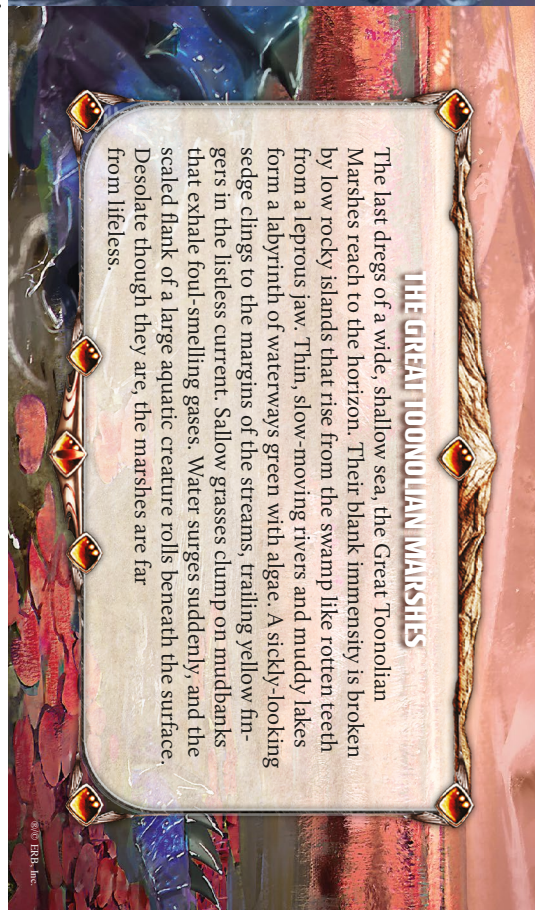 THE GREAT TOONOLIAN MARSHES
The last dregs of a wide, shallow sea, the Great Toonolian
Marshes reach to the horizon. Their blank immensity is broken
by low rocky islands that rise from the swamp like rotten teeth
from a leprous jaw. Thin, slow-moving rivers and muddy lakes
form a labyrinth of waterways green with algae. A sickly-looking
sedge clings to the margins of the streams, trailing yellow fin-
gers in the listless current. Sallow grasses clump on mudbanks
that exhale foul-smelling gases. Water surges suddenly, and the
scaled flank of a large aquatic creature rolls beneath the surface.
Desolate though they are, the marshes are far
from lifeless.
®/© ERB, Inc.